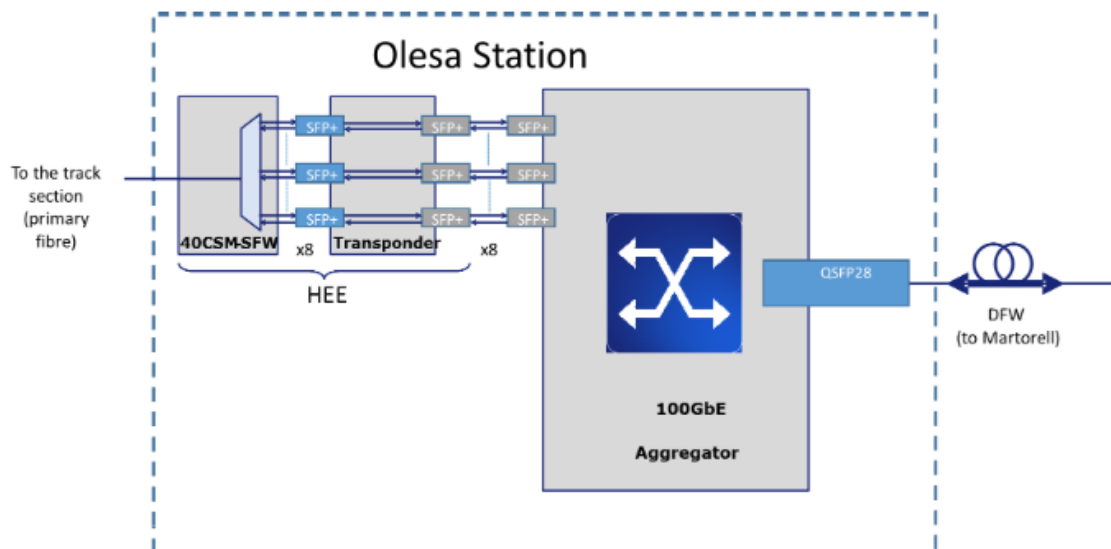 Olesa Station
SFP+
SFP+
SFP+
SFP+
SFP+
SFP+
SFP+
SFP+
SFP+
To the track
section
(primary
fibre)
40CSM-SFW
x8
Transponder
x8
HEE
QSFP28
DFW
(to Martorell)
100GbE
Aggregator